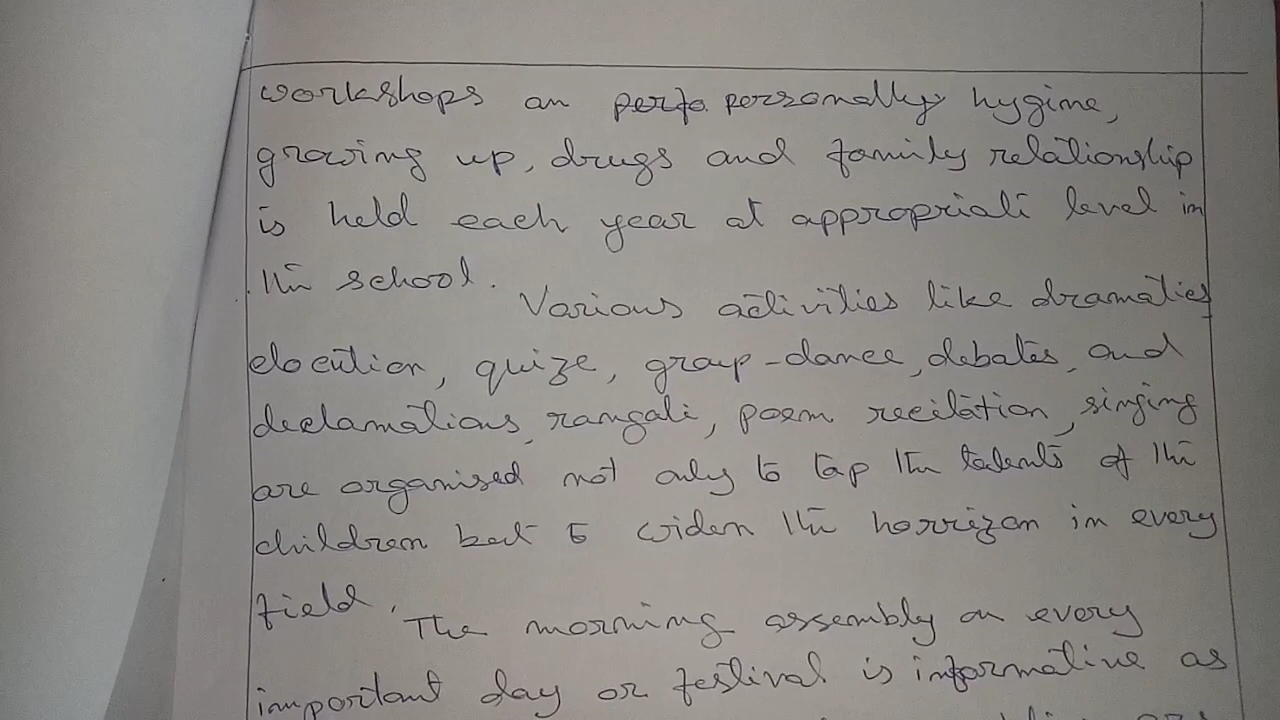 workshops on perfo personally hygine,
growing up, drugs and family relationship
is held each year at appropriate level in
the school.
Various activities like dramatics
elocution, quize, group-dance, debates, and
declamations, rangali, poem recitation, singing
are organised not only to tap the talents of the
children but to widen the horrizon in every
field.
The morning assembly on every
important day or festival is informative as